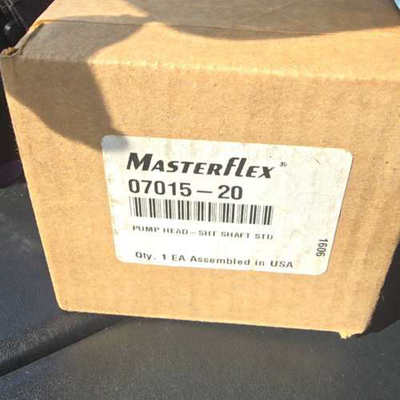 MASTERFLEX ®
07015-20
PUMP HEAD-SHT SHAFT STD
Qty. 1 EA Assembled in USA
1606